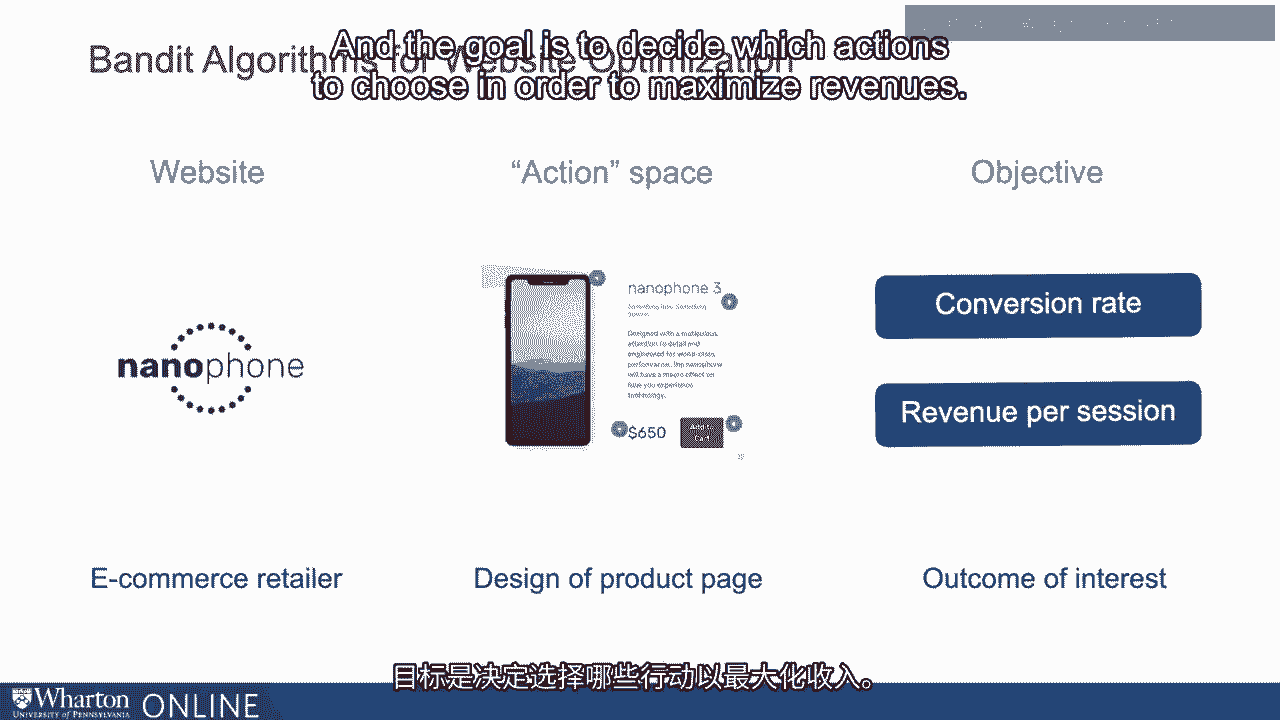 And the goal is to decide which actions
to choose in order to maximize revenues.
Bandit Algorithms for Website Optimization
Website
“Action” space
Objective
nanophone
nanophone 3
Designed with a meticulous
attention to detail and
engineered for world-class
performance, the nanophone
will have a macro effect on
how you experience
technology.
$650
Add to
Cart
Conversion rate
Revenue per session
E-commerce retailer
Design of product page
Outcome of interest
目标是决定选择哪些行动以最大化收入。
Wharton
UNIVERSITY of PENNSYLVANIA
ONLINE